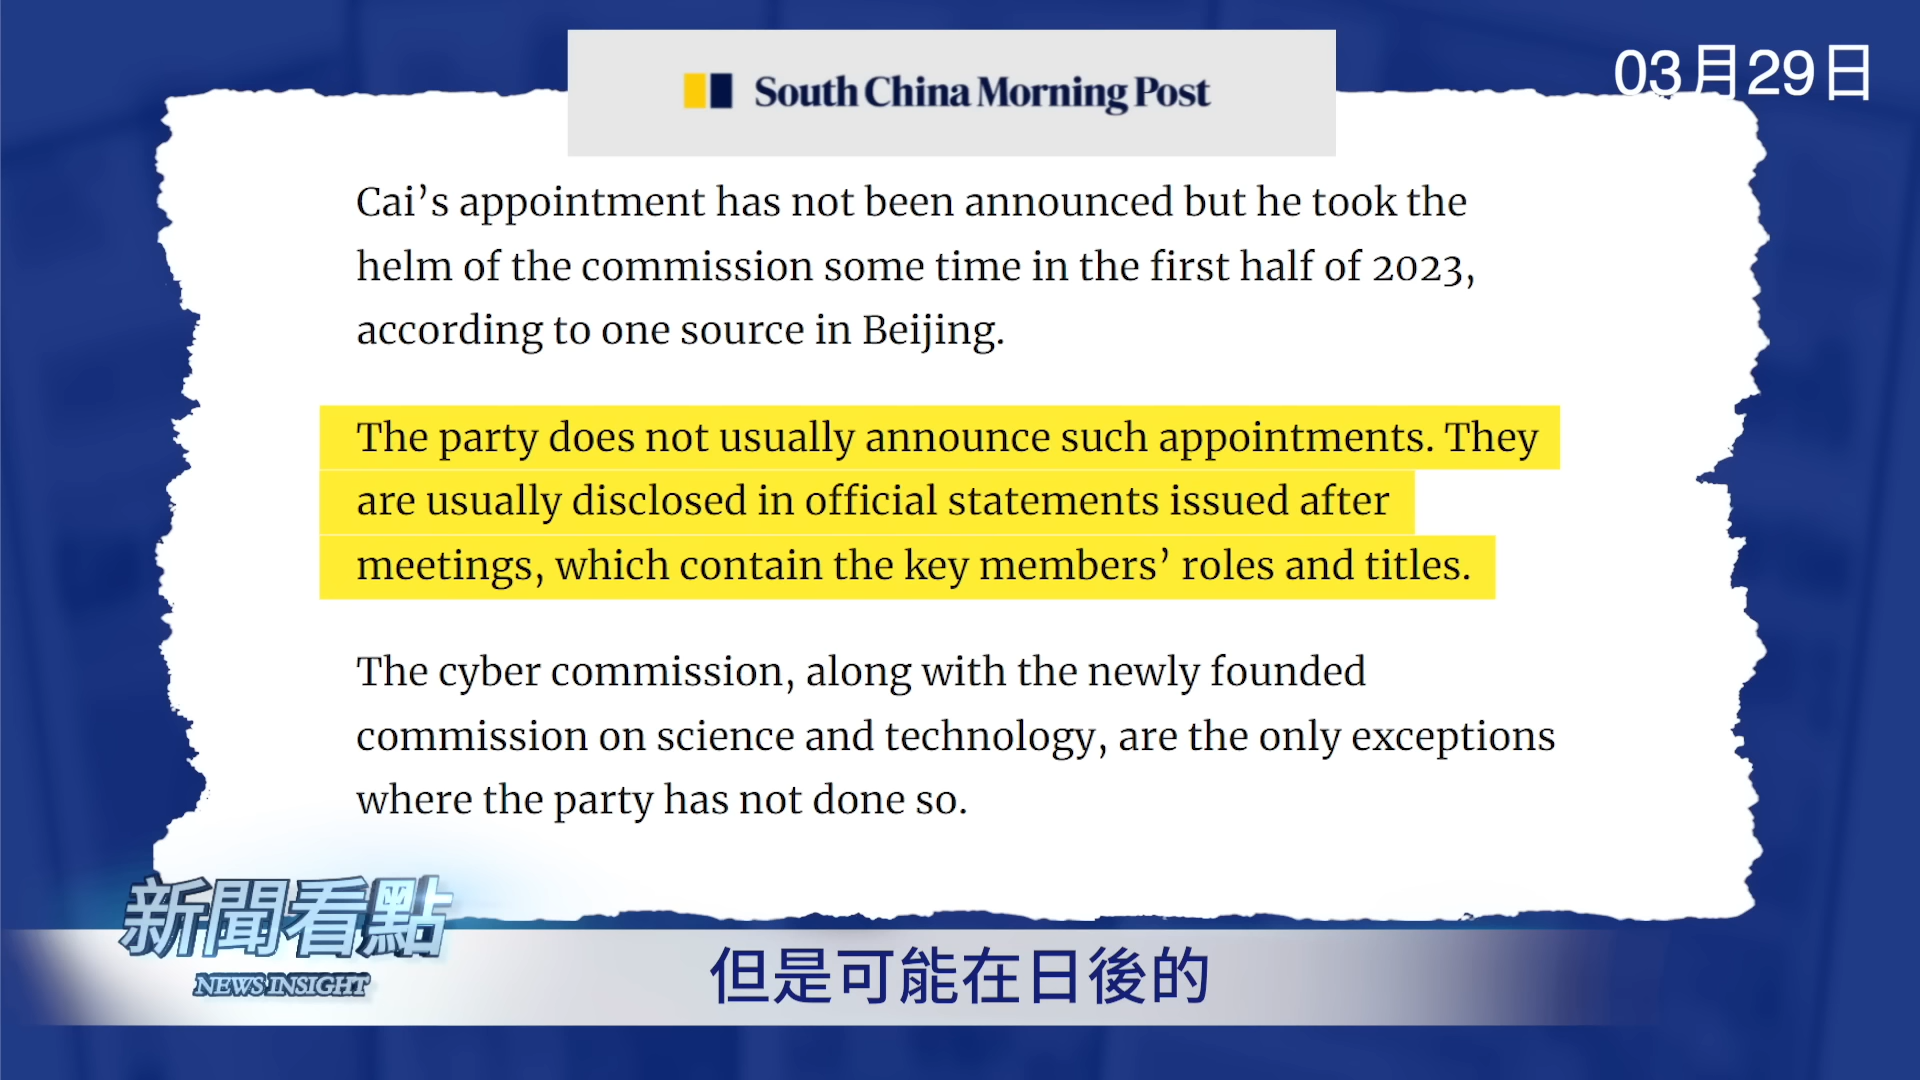 South China Morning Post
03月29日
Cai’s appointment has not been announced but he took the
helm of the commission some time in the first half of 2023,
according to one source in Beijing.
The party does not usually announce such appointments. They
are usually disclosed in official statements issued after
meetings, which contain the key members’ roles and titles.
The cyber commission, along with the newly founded
commission on science and technology, are the only exceptions
where the party has not done so.
新聞看點
NEWS INSIGHT
但是可能在日後的